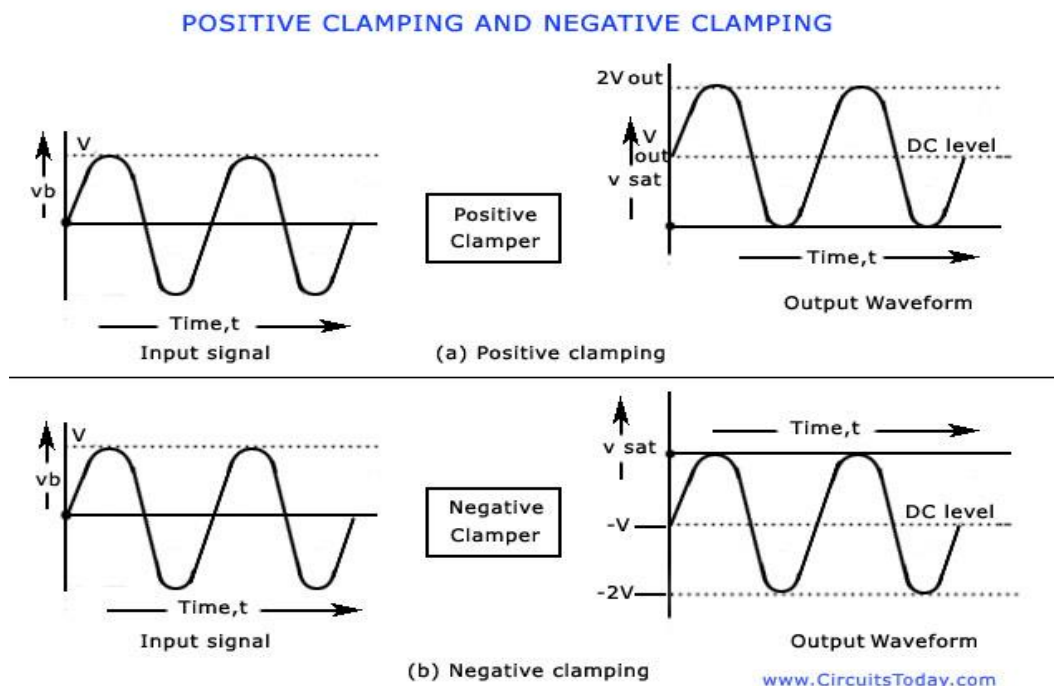 POSITIVE CLAMPING AND NEGATIVE CLAMPING
V
vb
Time,t
Input signal
Positive
Clamper
2V out
V
out
v sat
DC level
Time,t
Output Waveform
(a) Positive clamping
V
vb
Time,t
Input signal
Negative
Clamper
Time,t
v sat
-V
DC level
-2V
Output Waveform
(b) Negative clamping
www.CircuitsToday.com